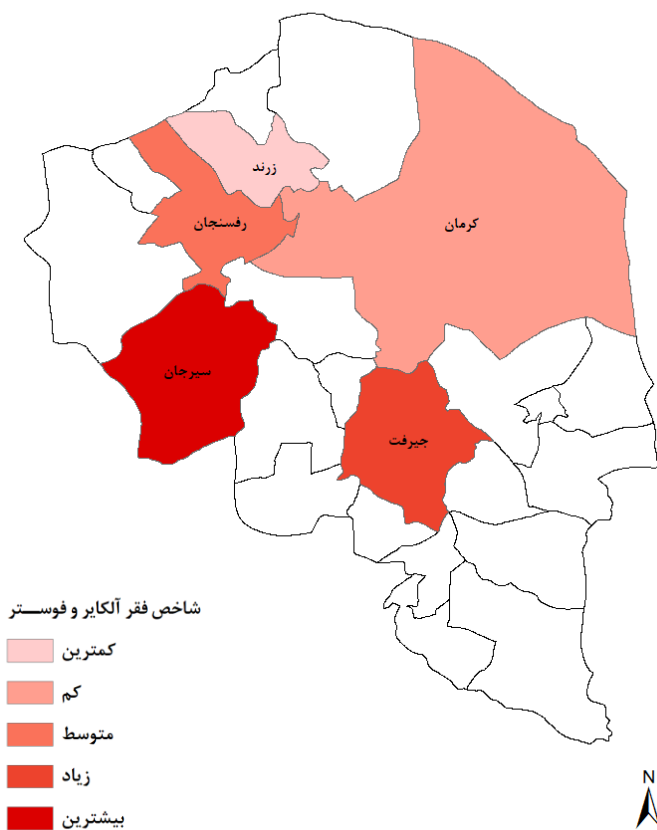 زرند
رفسنجان
کرمان
سیرجان
جیرفت
شاخص فقر آلکایر و فوستر
کمترین
کم
متوسط
زیاد
بیشترین
N